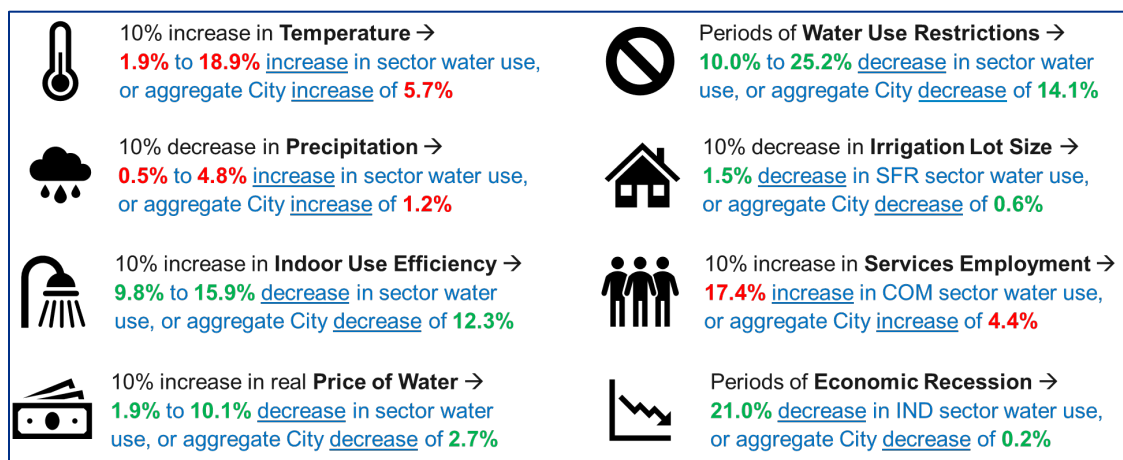 10% increase in Temperature →
1.9% to 18.9% increase in sector water use,
or aggregate City increase of 5.7%
10% decrease in Precipitation →
0.5% to 4.8% increase in sector water use,
or aggregate City increase of 1.2%
10% increase in Indoor Use Efficiency →
9.8% to 15.9% decrease in sector water
use, or aggregate City decrease of 12.3%
10% increase in real Price of Water →
1.9% to 10.1% decrease in sector water
use, or aggregate City decrease of 2.7%
Periods of Water Use Restrictions →
10.0% to 25.2% decrease in sector water
use, or aggregate City decrease of 14.1%
10% decrease in Irrigation Lot Size →
1.5% decrease in SFR sector water use,
or aggregate City decrease of 0.6%
10% increase in Services Employment →
17.4% increase in COM sector water use,
or aggregate City increase of 4.4%
Periods of Economic Recession →
21.0% decrease in IND sector water use,
or aggregate City decrease of 0.2%